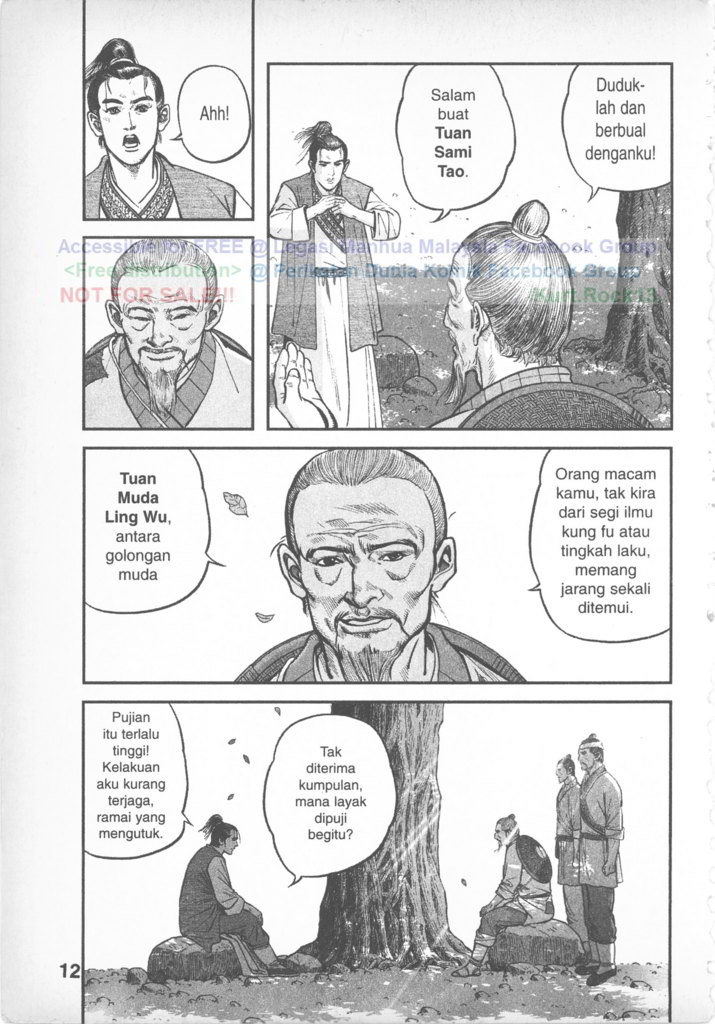 Ahh!
Salam
buat
Tuan
Sami
Tao.
Duduk-
lah dan
berbual
denganku!
Accessible for FREE @ Legasi Manhua Malaysia Facebook Group
<Free Distribution> @ Perikatan Dunia Komik Facebook Group
NOT FOR SALE!! Kurt.Rock13
Tuan
Muda
Ling Wu,
antara
golongan
muda
Orang macam
kamu, tak kira
dari segi ilmu
kung fu atau
tingkah laku,
memang
jarang sekali
ditemui.
Pujian
itu terlalu
tinggi!
Kelakuan
aku kurang
terjaga,
ramai yang
mengutuk.
Tak
diterima
kumpulan,
mana layak
dipuji
begitu?
12